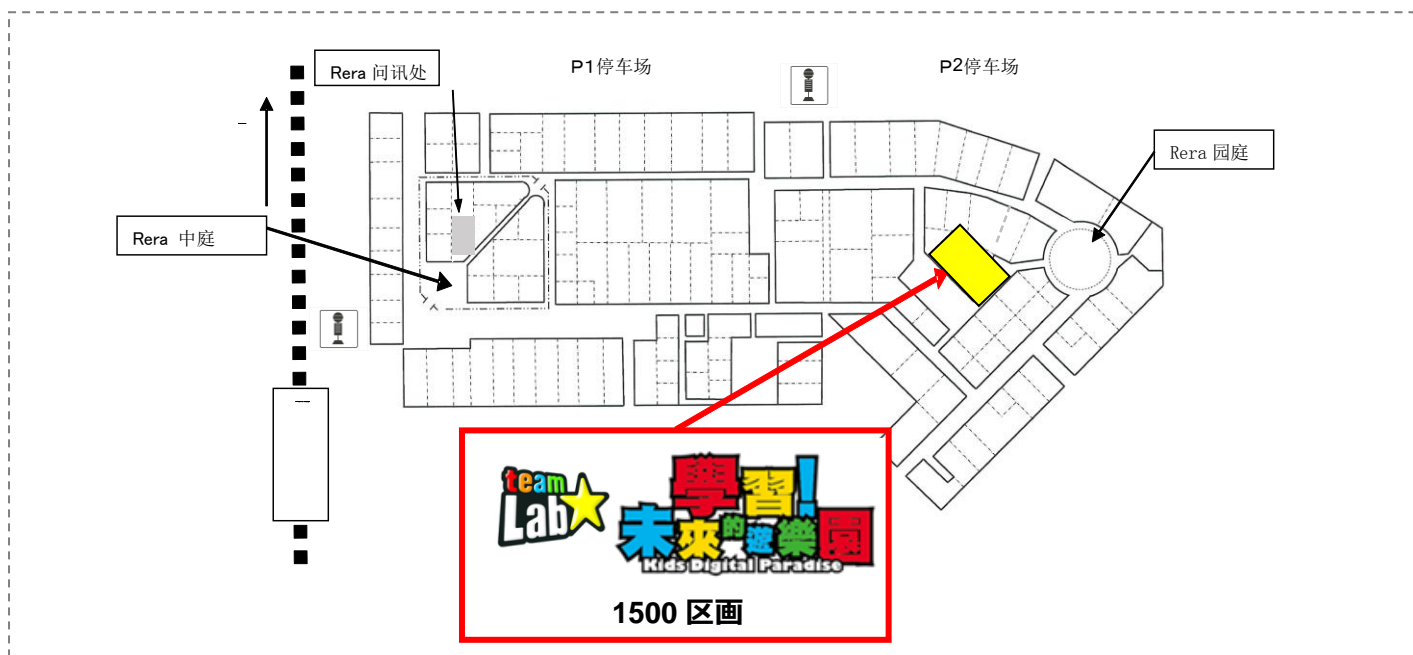 Rera 问讯处
P1停车场
P2停车场
Rera 园庭
Rera 中庭
team
Lab
學習!
未來的遊樂園
Kids Digital Paradise
1500 区画